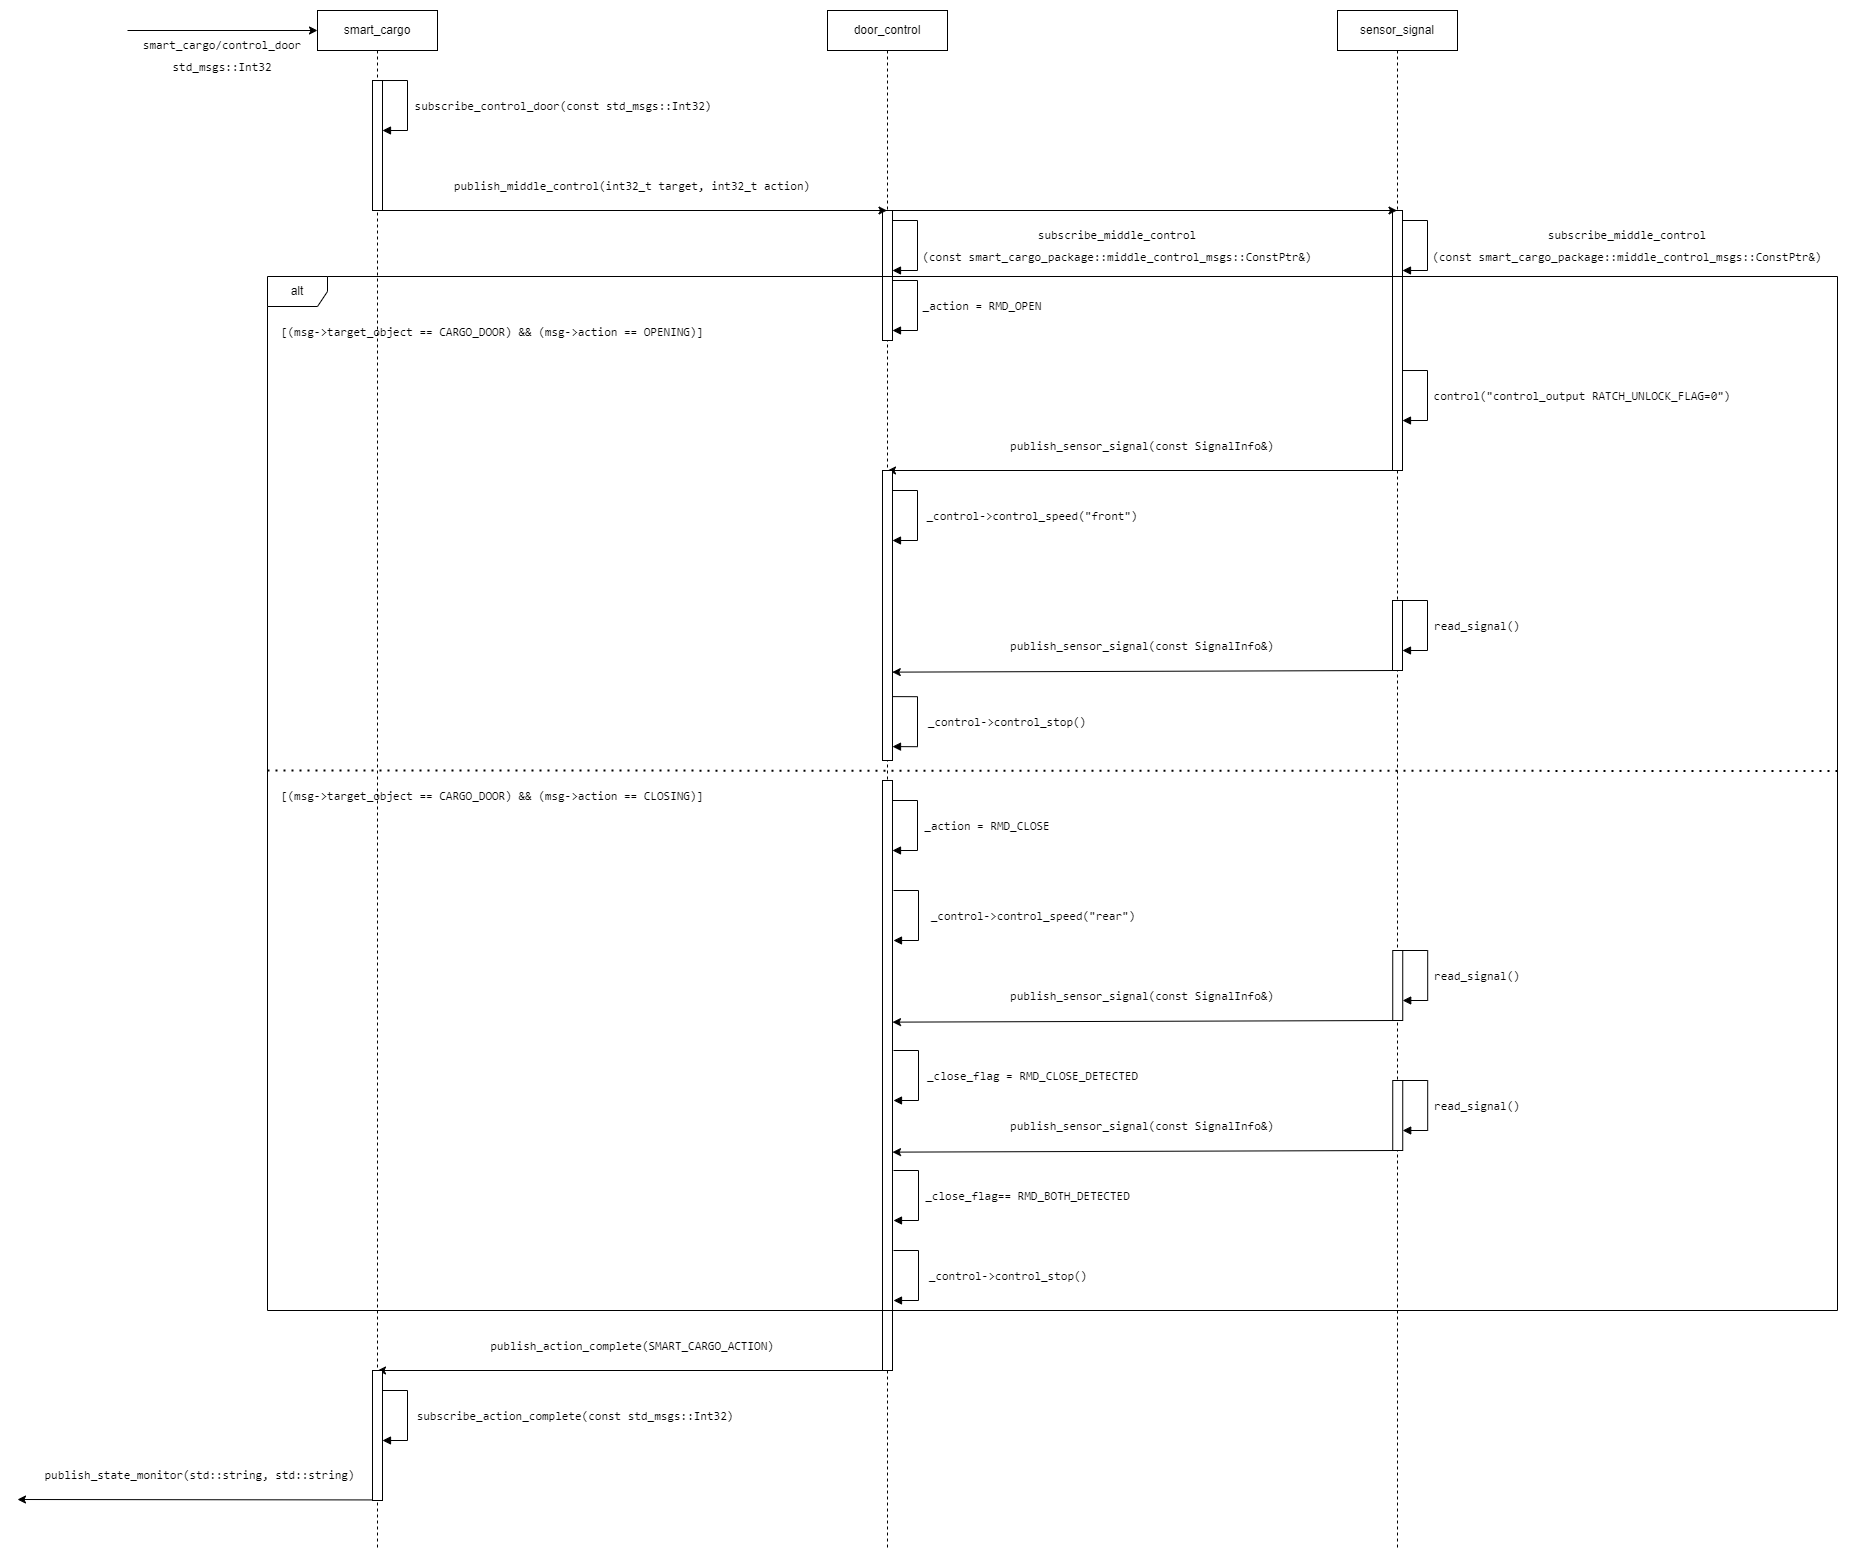 smart_cargo
door_control
sensor_signal
smart_cargo/control_door
std_msgs::Int32
subscribe_control_door(const std_msgs::Int32)
publish_middle_control(int32_t target, int32_t action)
subscribe_middle_control
(const smart_cargo_package::middle_control_msgs::ConstPtr&)
subscribe_middle_control
(const smart_cargo_package::middle_control_msgs::ConstPtr&)
alt
_action = RMD_OPEN
[(msg->target_object == CARGO_DOOR) && (msg->action == OPENING)]
control("control_output RATCH_UNLOCK_FLAG=0")
publish_sensor_signal(const SignalInfo&)
_control->control_speed("front")
read_signal()
publish_sensor_signal(const SignalInfo&)
_control->control_stop()
[(msg->target_object == CARGO_DOOR) && (msg->action == CLOSING)]
_action = RMD_CLOSE
_control->control_speed("rear")
read_signal()
publish_sensor_signal(const SignalInfo&)
_close_flag = RMD_CLOSE_DETECTED
read_signal()
publish_sensor_signal(const SignalInfo&)
_close_flag== RMD_BOTH_DETECTED
_control->control_stop()
publish_action_complete(SMART_CARGO_ACTION)
subscribe_action_complete(const std_msgs::Int32)
publish_state_monitor(std::string, std::string)